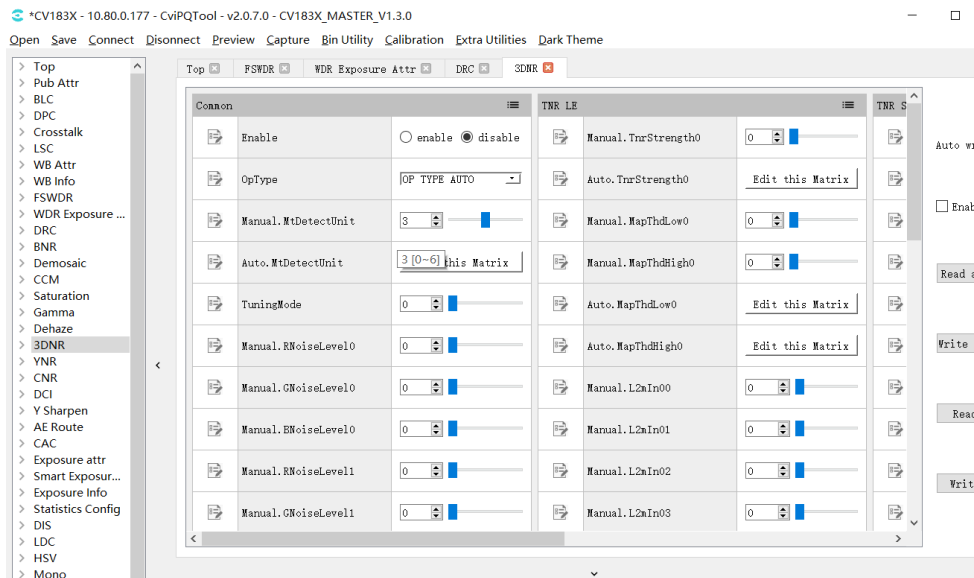 *CV183X - 10.80.0.177 - CviPQTool - v2.0.7.0 - CV183X_MASTER_V1.3.0
Open Save Connect Disconnect Preview Capture Bin Utility Calibration Extra Utilities Dark Theme
Top
Pub Attr
BLC
DPC
Crosstalk
LSC
WB Attr
WB Info
FSWDR
WDR Exposure ...
DRC
BNR
Demosaic
CCM
Saturation
Gamma
Dehaze
3DNR
YNR
CNR
DCI
Y Sharpen
AE Route
CAC
Exposure attr
Smart Exposur...
Exposure Info
Statistics Config
DIS
LDC
HSV
Mono
Top FSWDR WDR Exposure Attr DRC 3DNR
Common
Enable enable disable
OpType OP TYPE AUTO
Manual.MtDetectUnit 3
Auto.MtDetectUnit 3 [0~6] this Matrix
TuningMode 0
Manual.RNoiseLevel0 0
Manual.GNoiseLevel0 0
Manual.BNoiseLevel0 0
Manual.RNoiseLevel1 0
Manual.GNoiseLevel1 0
TNR LE
Manual.TnrStrength0 0
Auto.TnrStrength0 Edit this Matrix
Manual.MapThdLow0 0
Manual.MapThdHigh0 0
Auto.MapThdLow0 Edit this Matrix
Auto.MapThdHigh0 Edit this Matrix
Manual.L2mIn00 0
Manual.L2mIn01 0
Manual.L2mIn02 0
Manual.L2mIn03 0
TNR S
Auto wr
Enab
Read a
Write
Read
Writ